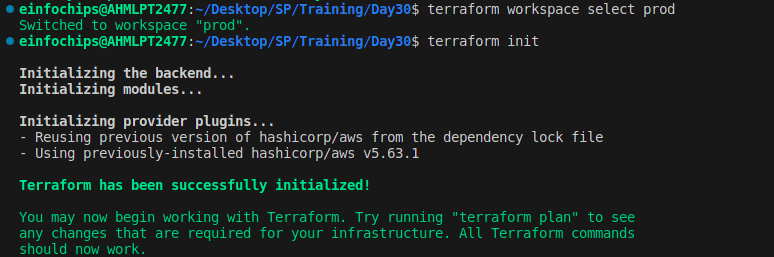 einfochips@AHMLPT2477:~/Desktop/SP/Training/Day30$ terraform workspace select prod
Switched to workspace "prod".
einfochips@AHMLPT2477:~/Desktop/SP/Training/Day30$ terraform init
Initializing the backend...
Initializing modules...
Initializing provider plugins...
- Reusing previous version of hashicorp/aws from the dependency lock file
- Using previously-installed hashicorp/aws v5.63.1
Terraform has been successfully initialized!
You may now begin working with Terraform. Try running "terraform plan" to see
any changes that are required for your infrastructure. All Terraform commands
should now work.